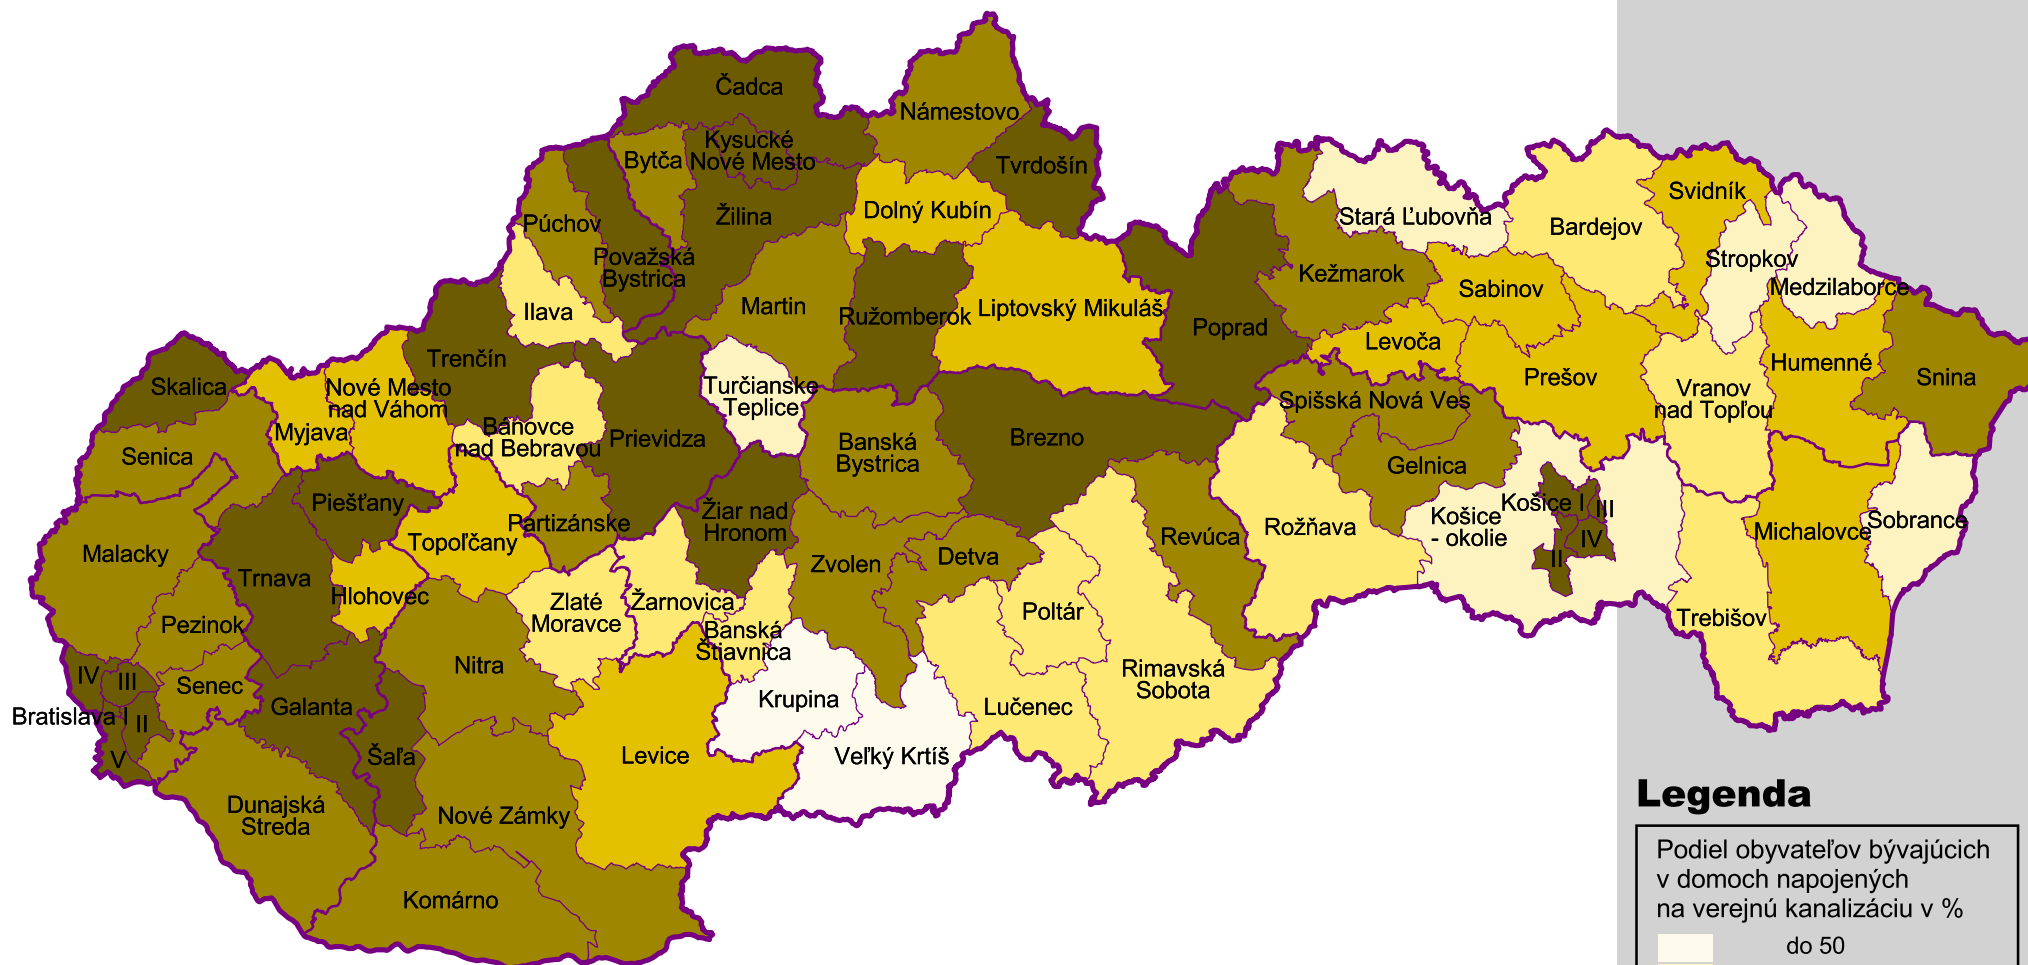 Čadca
Námestovo
Kysucké
Nové Mesto
Bytča
Tvrdošín
Púchov
Žilina
Dolný Kubín
Považská
Bystrica
Stará Ľubovňa
Bardejov
Svidník
Stropkov
Medzilaborce
Ilava
Martin
Ružomberok
Liptovský Mikuláš
Poprad
Kežmarok
Sabinov
Levoča
Prešov
Humenné
Snina
Vranov
nad Topľou
Skalica
Trenčín
Nové Mesto
nad Váhom
Myjava
Senica
Bánovce
nad Bebravou
Prievidza
Turčianske
Teplice
Banská
Bystrica
Brezno
Spišská Nová Ves
Gelnica
Rožňava
Košice
- okolie
Košice I
III
IV
II
Michalovce
Sobrance
Trebišov
Malacky
Piešťany
Trnava
Topoľčany
Partizánske
Žiar nad
Hronom
Zvolen
Detva
Revúca
Hlohovec
Pezinok
Zlaté
Moravce
Žarnovica
Banská
Štiavnica
Poltár
Rimavská
Sobota
Lučenec
Nitra
Senec
Galanta
IV
III
Bratislava I
II
V
Šaľa
Levice
Krupina
Veľký Krtíš
Dunajská
Streda
Nové Zámky
Komárno
Legenda
Podiel obyvateľov bývajúcich
v domoch napojených
na verejnú kanalizáciu v %
do 50